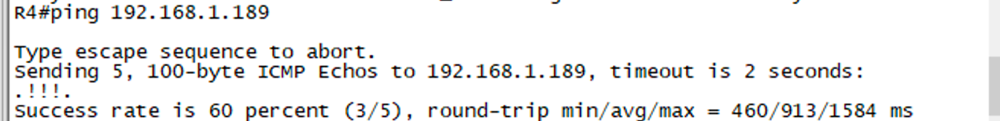 R4#ping 192.168.1.189
Type escape sequence to abort.
Sending 5, 100-byte ICMP Echos to 192.168.1.189, timeout is 2 seconds:
.!!!.
Success rate is 60 percent (3/5), round-trip min/avg/max = 460/913/1584 ms